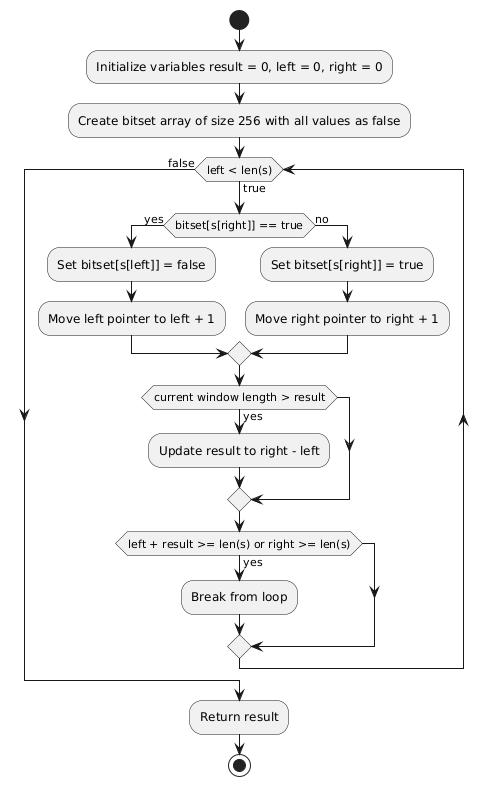 Initialize variables result = 0, left = 0, right = 0
Create bitset array of size 256 with all values as false
false
left < len(s)
true
yes
bitset[s[right]] == true
no
Set bitset[s[left]] = false
Set bitset[s[right]] = true
Move left pointer to left + 1
Move right pointer to right + 1
current window length > result
yes
Update result to right - left
left + result >= len(s) or right >= len(s)
yes
Break from loop
Return result